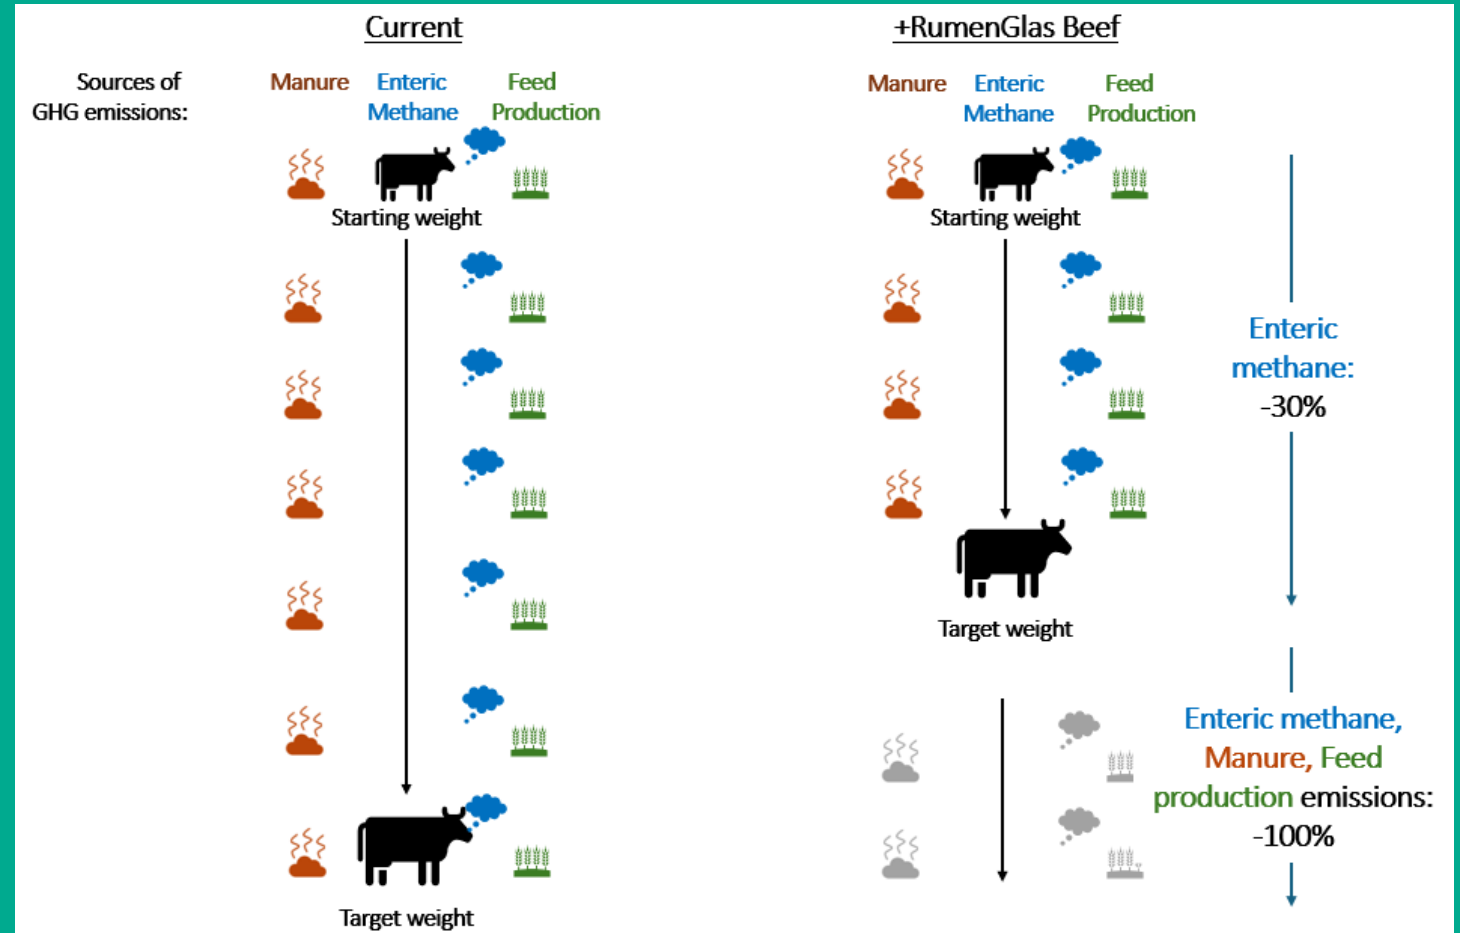 Current
+RumenGlas Beef
Sources of
GHG emissions:
Manure
Enteric
Methane
Feed
Production
Manure
Enteric
Methane
Feed
Production
Starting weight
Starting weight
Enteric
methane:
-30%
Target weight
Enteric methane,
Manure, Feed
production emissions:
-100%
Target weight